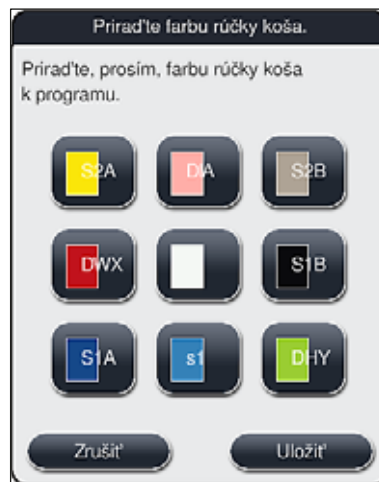 Priraďte farbu rúčky koša.
Priraďte, prosím, farbu rúčky koša
k programu.
S2A DIA S2B
DWX S1B
S1A s1 DHY
Zrušiť Uložiť